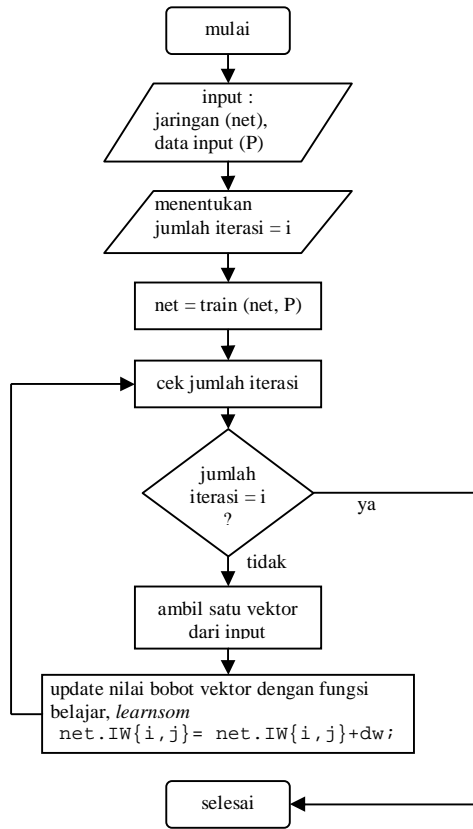 mulai
input :
jaringan (net),
data input (P)
menentukan
jumlah iterasi = i
net = train (net, P)
cek jumlah iterasi
jumlah
iterasi = i
?
ya
tidak
ambil satu vektor
dari input
update nilai bobot vektor dengan fungsi
belajar, learnsom
net.IW{i,j}= net.IW{i,j}+dw;
selesai